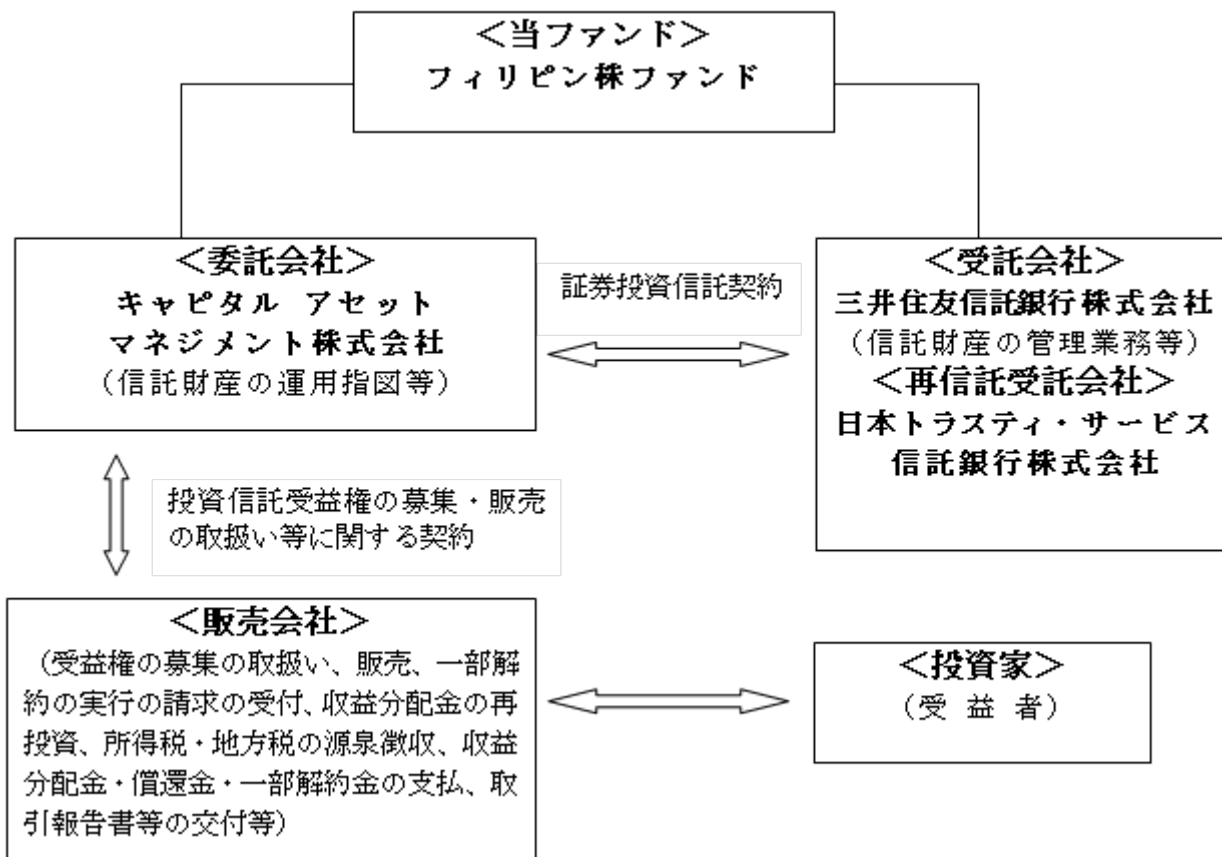 ＜当ファンド＞
フィリピン株ファンド
＜委託会社＞
キャピタル アセット
マネジメント株式会社
（信託財産の運用指図等）
証券投資信託契約
＜受託会社＞
三井住友信託銀行株式会社
（信託財産の管理業務等）
＜再信託受託会社＞
日本トラスティ・サービス
信託銀行株式会社
投資信託受益権の募集・販売
の取扱い等に関する契約
＜販売会社＞
（受益権の募集の取扱い、販売、一部解
約の実行の請求の受付、収益分配金の再
投資、所得税・地方税の源泉徴収、収益
分配金・償還金・一部解約金の支払、取
引報告書等の交付等）
＜投資家＞
（受 益 者）